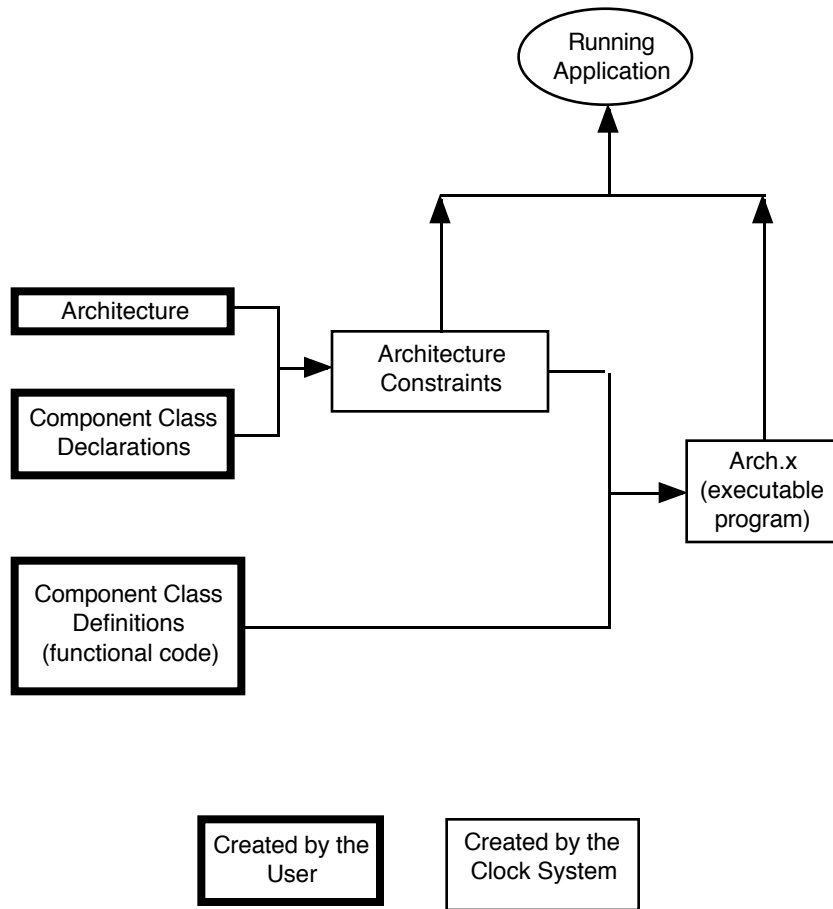 Running
Application
Architecture
Component Class
Declarations
Architecture
Constraints
Arch.x
(executable
program)
Component Class
Definitions
(functional code)
Created by the
User
Created by the
Clock System